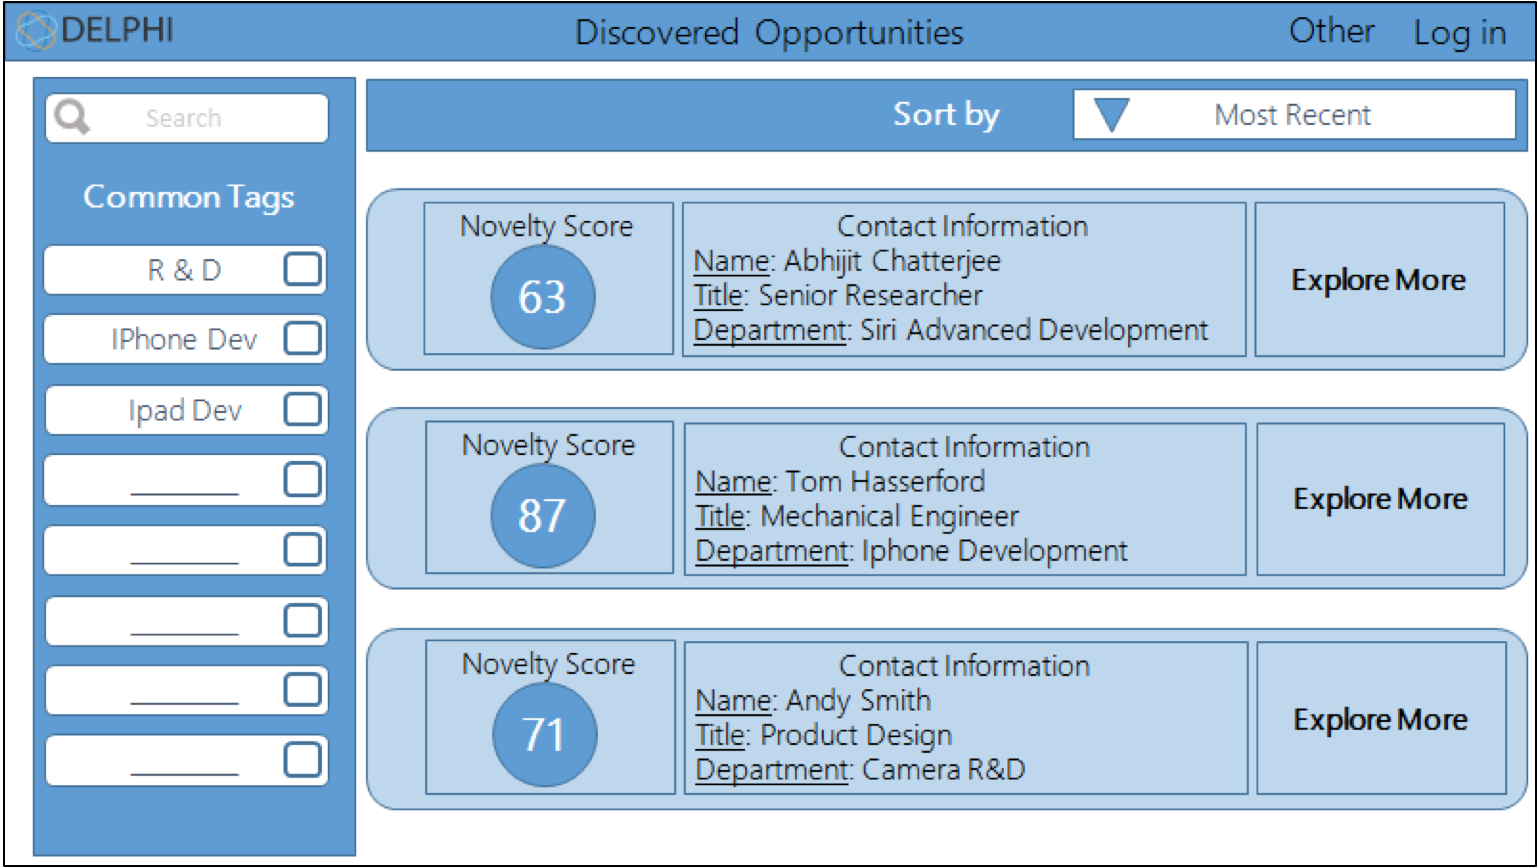 DELPHI
Discovered Opportunities
Other
Log in
Search
Common Tags
R & D
IPhone Dev
Ipad Dev
Sort by
Most Recent
Novelty Score
63
Contact Information
Name: Abhijit Chatterjee
Title: Senior Researcher
Department: Siri Advanced Development
Explore More
Novelty Score
87
Contact Information
Name: Tom Hasserford
Title: Mechanical Engineer
Department: Iphone Development
Explore More
Novelty Score
71
Contact Information
Name: Andy Smith
Title: Product Design
Department: Camera R&D
Explore More